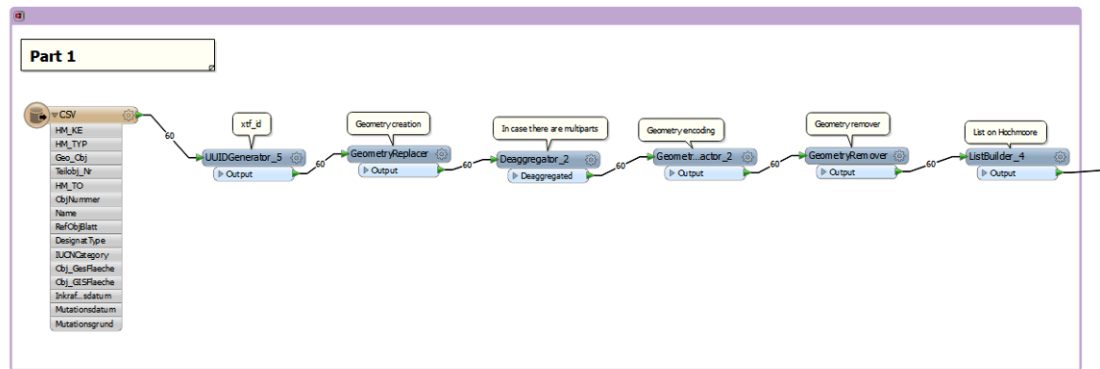 Part 1
CSV
HM_KE
HM_TYP
Geo_Obj
Teilobj_Nr
HM_TO
ObjNummer
Name
RefObjBlatt
DesignatType
IUCNCategory
Obj_GesFlaeche
Obj_GISFlaeche
Inkraf...sdatum
Mutationsdatum
Mutationsgrund
60
xtf_id
UUIDGenerator_5
Output
60
Geometry creation
GeometryReplacer
Output
60
In case there are multiparts
Deaggregator_2
Deaggregated
60
Geometry encoding
Geometr...actor_2
Output
60
Geometry remover
GeometryRemover
Output
60
List on Hochmoore
ListBuilder_4
Output